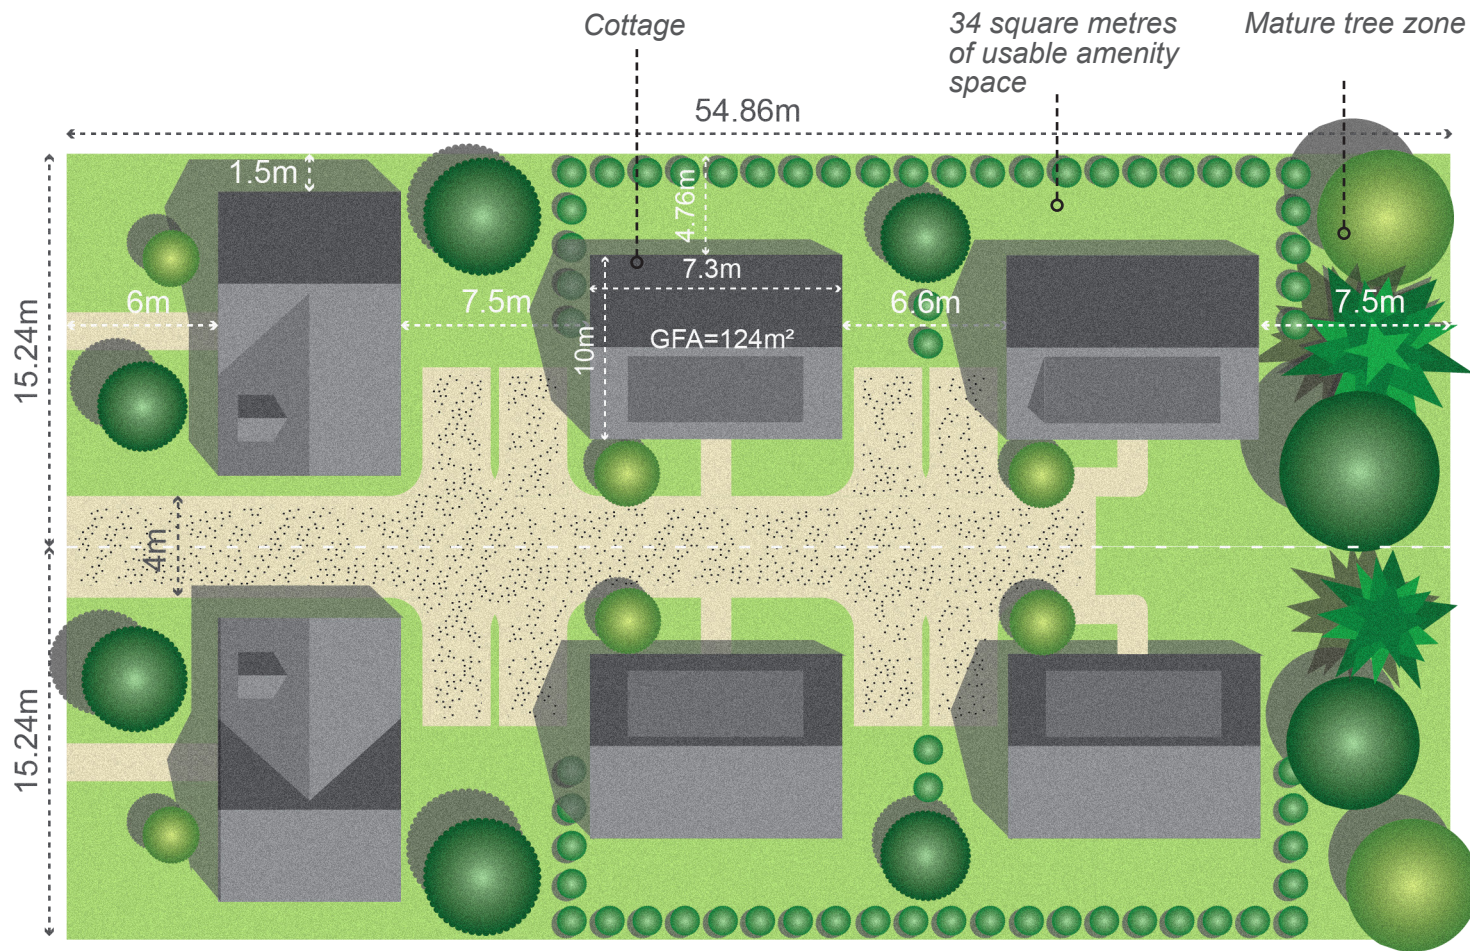 Cottage
34 square metres
of usable amenity
space
Mature tree zone
54.86m
1.5m
4.76m
7.3m
6m
7.5m
6.6m
7.5m
15.24m
10m
GFA=124m²
4m
15.24m